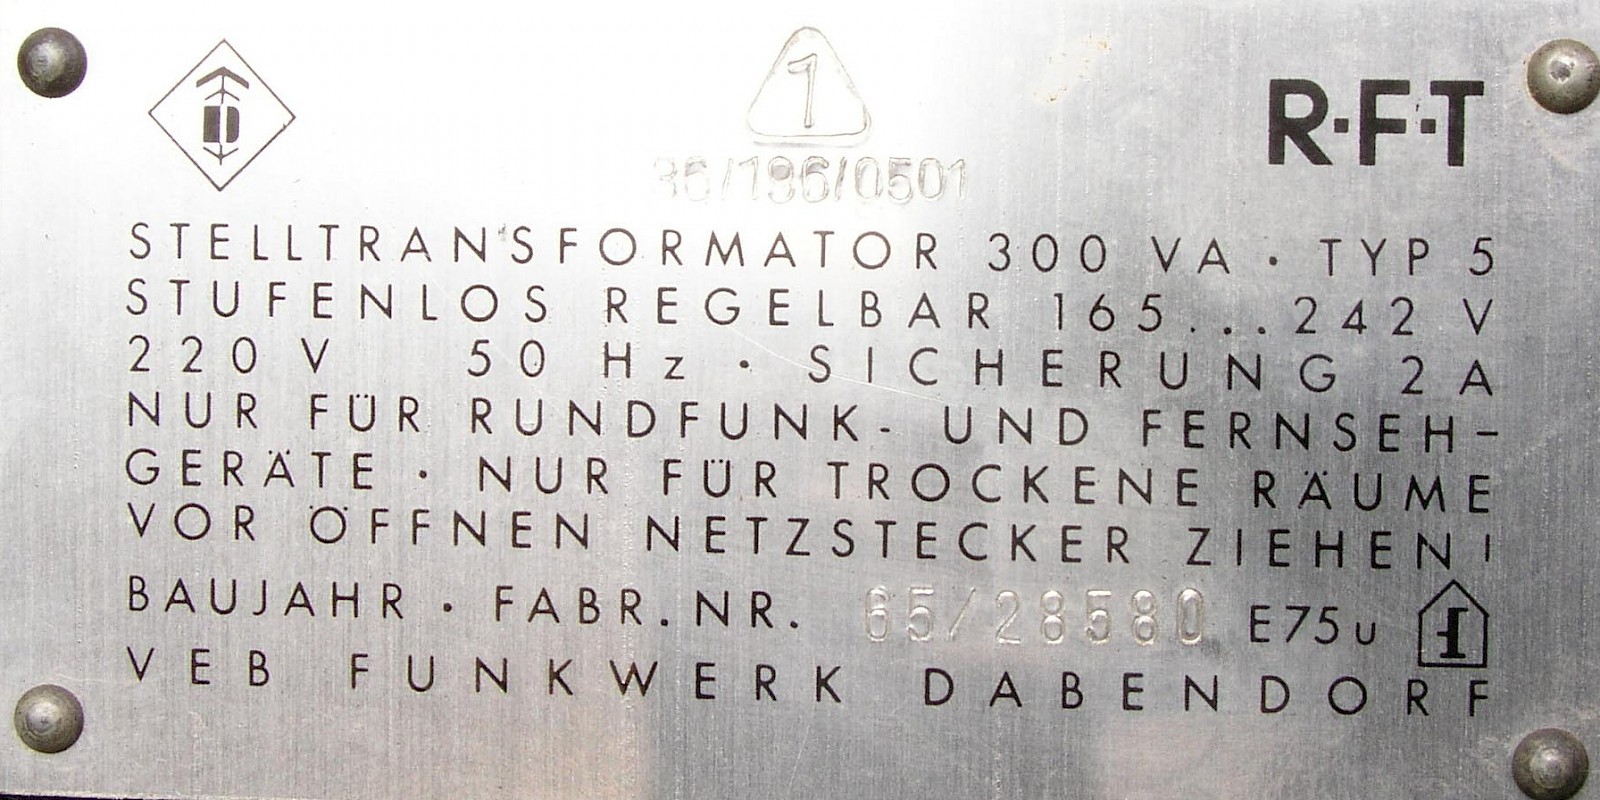 D
1
R·F·T
36/196/0501
STELLTRANSFORMATOR 300 VA · TYP 5
STUFENLOS REGELBAR 165...242 V
220 V 50 Hz · SICHERUNG 2 A
NUR FÜR RUNDFUNK- UND FERNSEH-
GERÄTE · NUR FÜR TROCKENE RÄUME
VOR ÖFFNEN NETZSTECKER ZIEHEN!
BAUJAHR · FABR.NR. 65/28580 E75u
VEB FUNKWERK DABENDORF